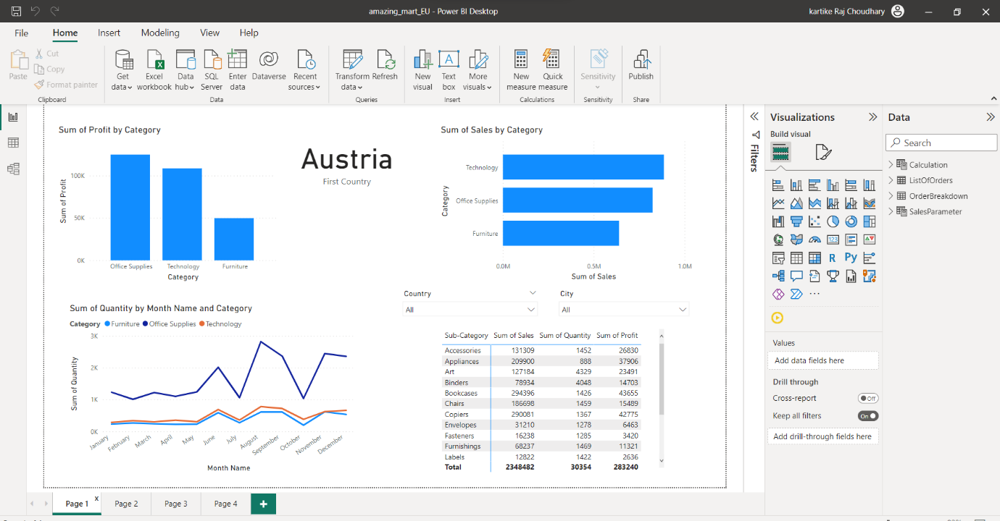 amazing_mart_EU - Power BI Desktop
kartike Raj Choudhary
File Home Insert Modeling View Help
Paste
Cut
Copy
Format painter
Clipboard
Get data
Excel workbook
Data hub
SQL Server
Enter data
Dataverse
Recent sources
Data
Transform data
Refresh
Queries
New visual
Text box
More visuals
Insert
New measure
Quick measure
Calculations
Sensitivity
Sensitivity
Publish
Share
Sum of Profit by Category
100K
50K
0K
Sum of Profit
Office Supplies Technology Furniture
Category
Austria
First Country
Sum of Sales by Category
Category
Technology
Office Supplies
Furniture
0.0M 0.5M 1.0M
Sum of Sales
Country
All
City
All
Sum of Quantity by Month Name and Category
Category Furniture Office Supplies Technology
3K
2K
1K
0K
Sum of Quantity
January February March April May June July August September October November December
Month Name
Sub-Category Sum of Sales Sum of Quantity Sum of Profit
Accessories 131309 1452 26830
Appliances 209900 888 37906
Art 127184 4329 23491
Binders 78934 4048 14703
Bookcases 294396 1426 43655
Chairs 186698 1459 15489
Copiers 290081 1367 42775
Envelopes 31210 1278 6463
Fasteners 16238 1285 3420
Furnishings 68237 1469 11321
Labels 12822 1422 2636
Total 2348482 30354 283240
Filters
Visualizations
Build visual
123
R
Py
Values
Add data fields here
Drill through
Cross-report Off
Keep all filters On
Add drill-through fields here
Data
Search
Calculation
ListOfOrders
OrderBreakdown
SalesParameter
Page 1 x
Page 2
Page 3
Page 4
+